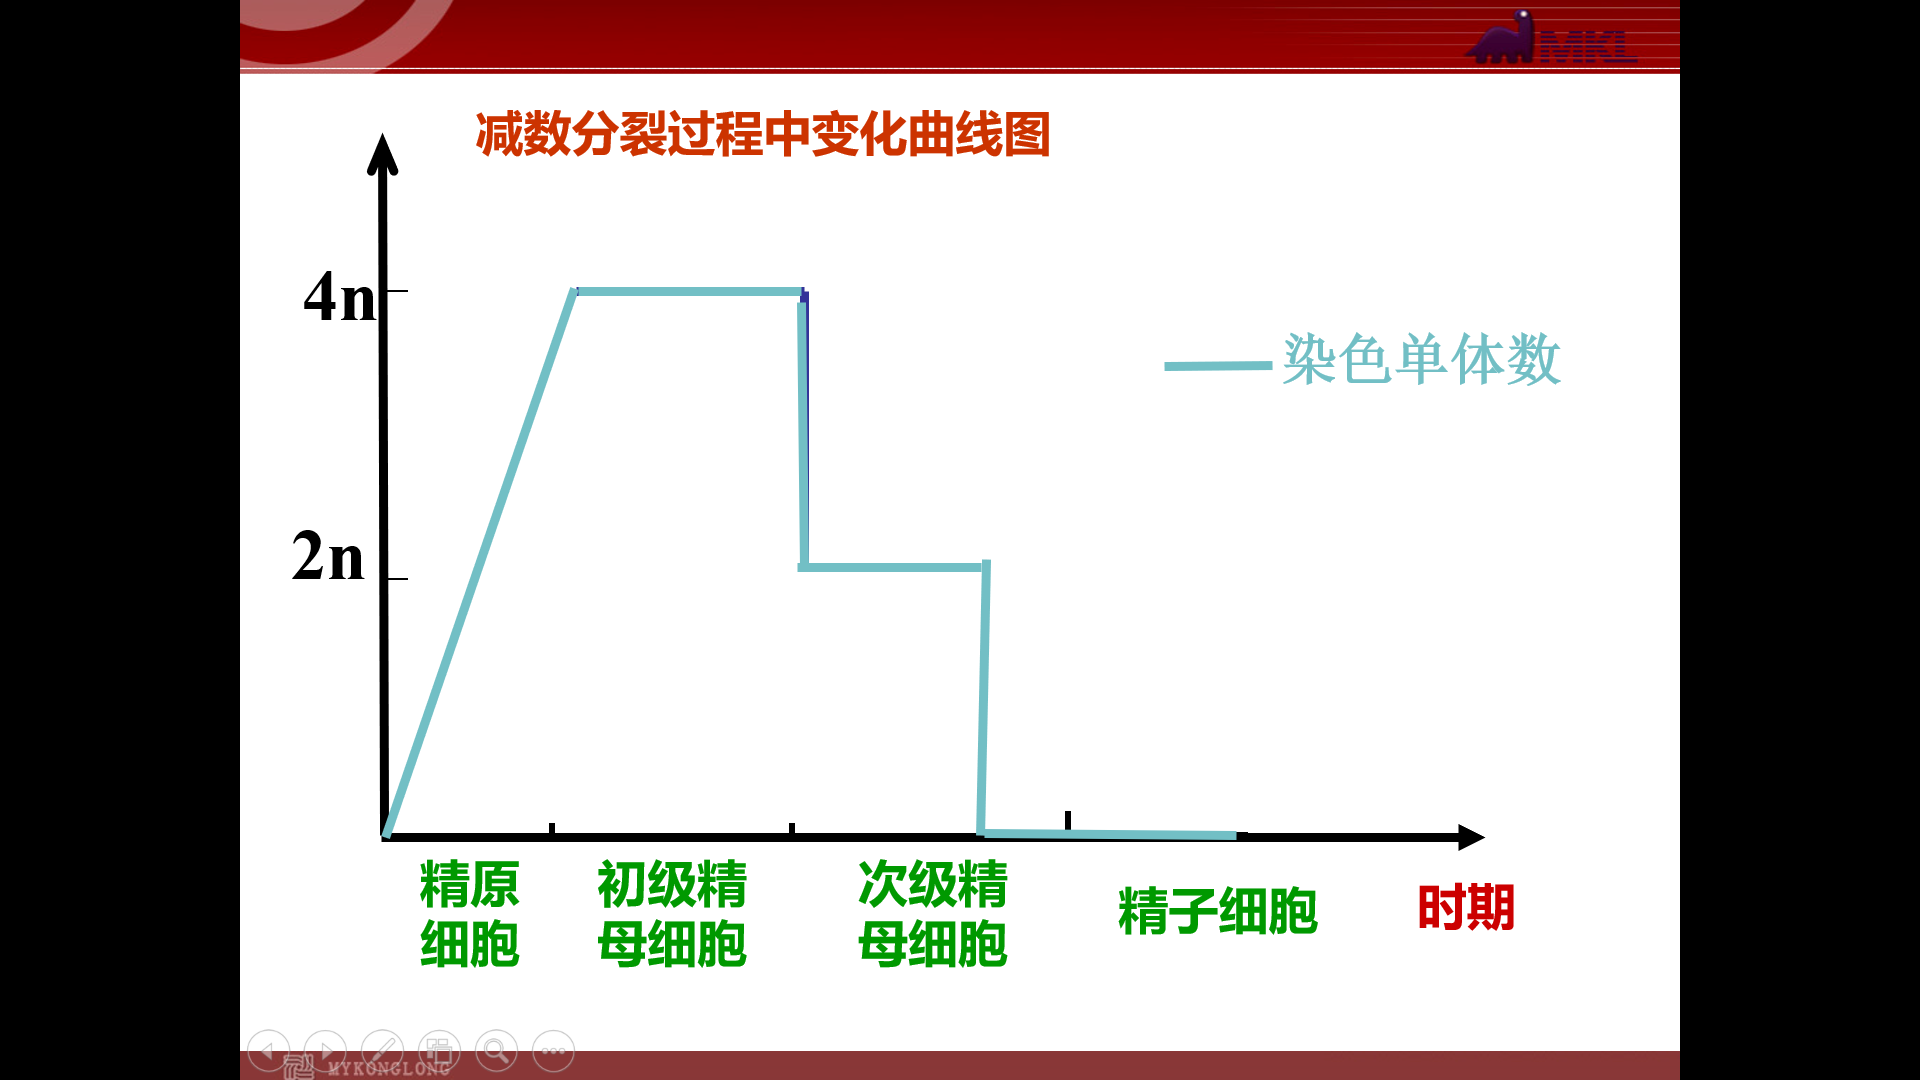 MKL
减数分裂过程中变化曲线图
4n
染色单体数
2n
精原
细胞
初级精
母细胞
次级精
母细胞
精子细胞
时期
MYKONGLONG